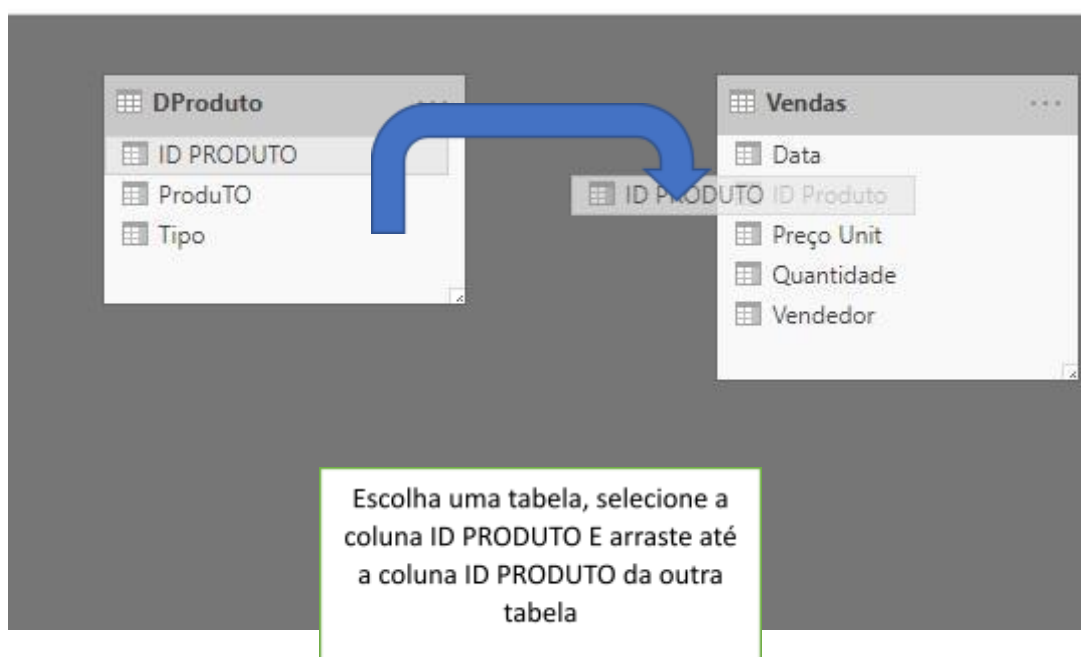 DProduto
ID PRODUTO
ProduTO
Tipo
Vendas
Data
ID PRODUTO ID Produto
Preço Unit
Quantidade
Vendedor
Escolha uma tabela, selecione a
coluna ID PRODUTO E arraste até
a coluna ID PRODUTO da outra
tabela